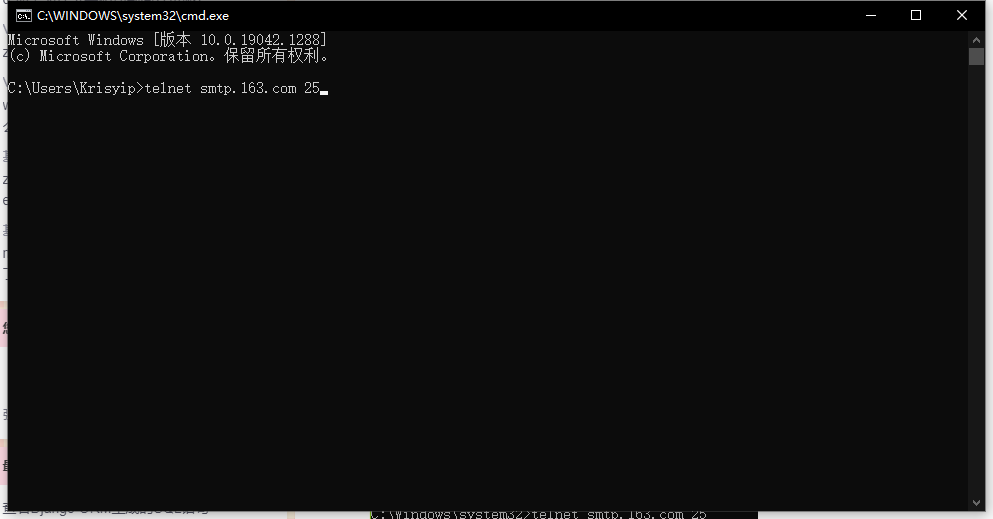 C:\WINDOWS\system32\cmd.exe
Microsoft Windows [版本 10.0.19042.1288]
(c) Microsoft Corporation。保留所有权利。
C:\Users\Krisyip>telnet smtp.163.com 25
C:\Windows\system32>telnet smtp.163.com 25